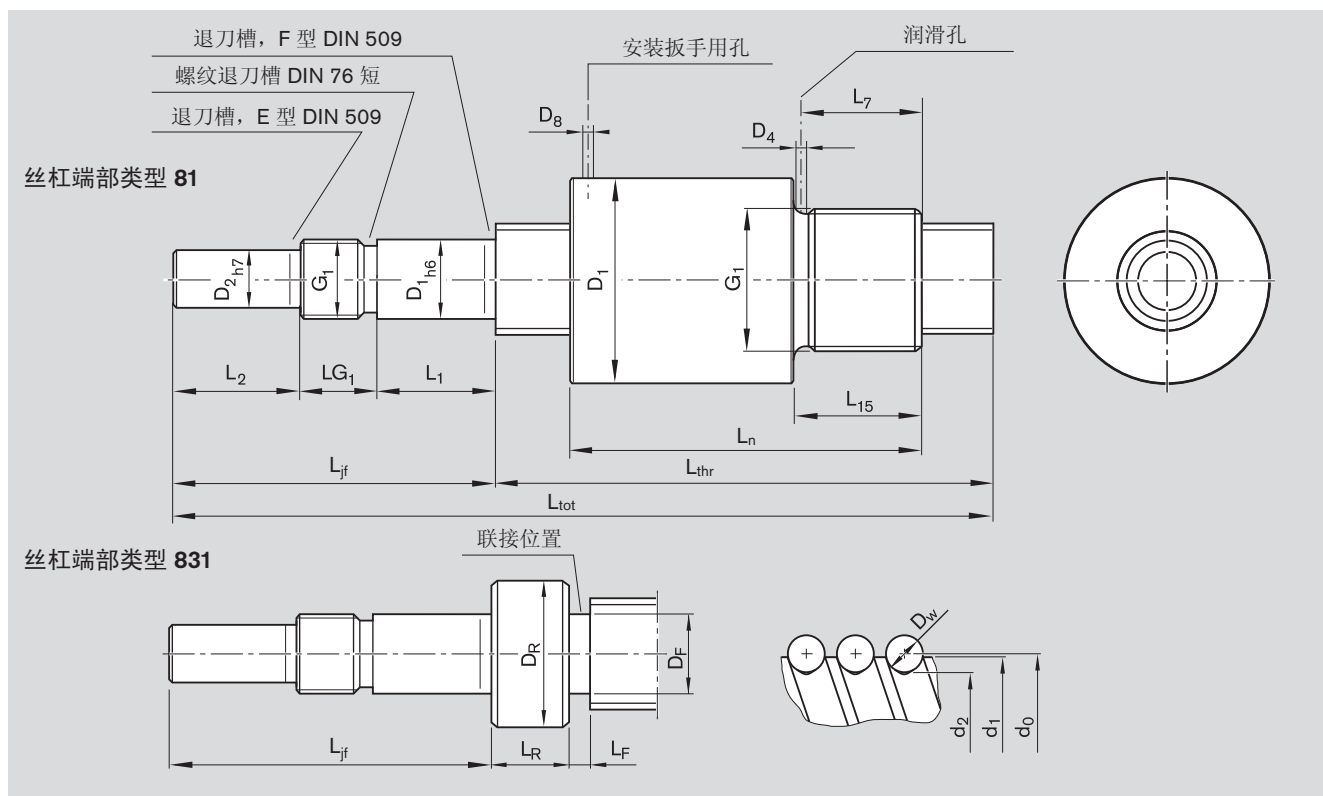 退刀槽，F 型 DIN 509
螺纹退刀槽 DIN 76 短
退刀槽，E 型 DIN 509
安装扳手用孔
润滑孔
丝杠端部类型 81
D8
D4
L7
D2 h7
G1
D1 h6
D1
G1
L2
LG1
L1
L15
Ln
Ljf
Lthr
Ltot
丝杠端部类型 831
联接位置
DR
DF
Ljf
LR
LF
Dw
d2
d1
d0